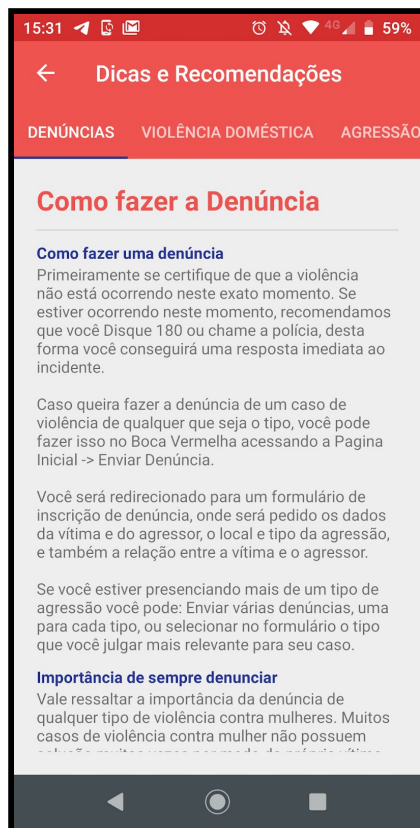 15:31 4G 59%
Dicas e Recomendações
DENÚNCIAS VIOLÊNCIA DOMÉSTICA AGRESSÃO
Como fazer a Denúncia
Como fazer uma denúncia
Primeiramente se certifique de que a violência
não está ocorrendo neste exato momento. Se
estiver ocorrendo neste momento, recomendamos
que você Disque 180 ou chame a polícia, desta
forma você conseguirá uma resposta imediata ao
incidente.
Caso queira fazer a denúncia de um caso de
violência de qualquer que seja o tipo, você pode
fazer isso no Boca Vermelha acessando a Pagina
Inicial -> Enviar Denúncia.
Você será redirecionado para um formulário de
inscrição de denúncia, onde será pedido os dados
da vítima e do agressor, o local e tipo da agressão,
e também a relação entre a vítima e o agressor.
Se você estiver presenciando mais de um tipo de
agressão você pode: Enviar várias denúncias, uma
para cada tipo, ou selecionar no formulário o tipo
que você julgar mais relevante para seu caso.
Importância de sempre denunciar
Vale ressaltar a importância da denúncia de
qualquer tipo de violência contra mulheres. Muitos
casos de violência contra mulher não possuem